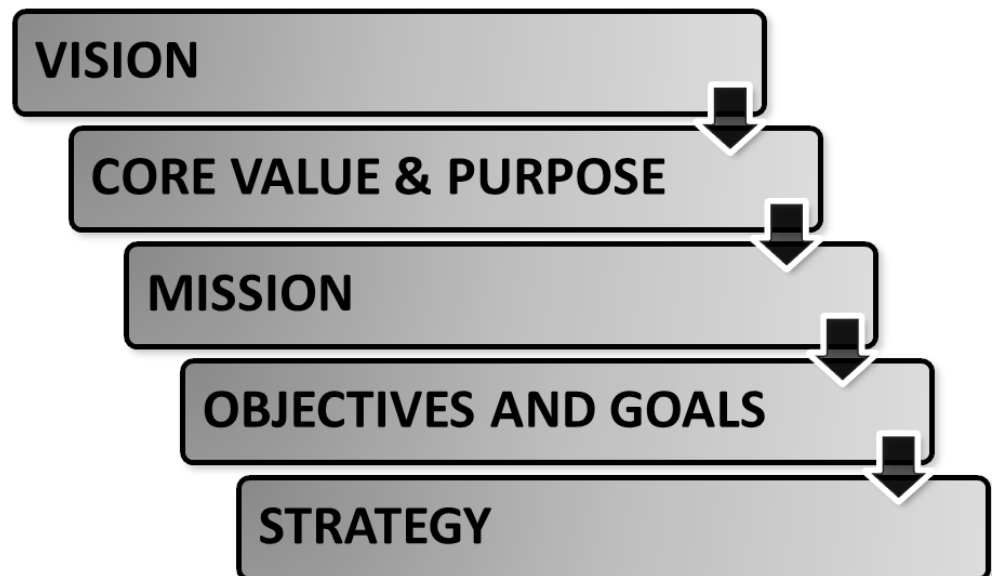 VISION
CORE VALUE & PURPOSE
MISSION
OBJECTIVES AND GOALS
STRATEGY